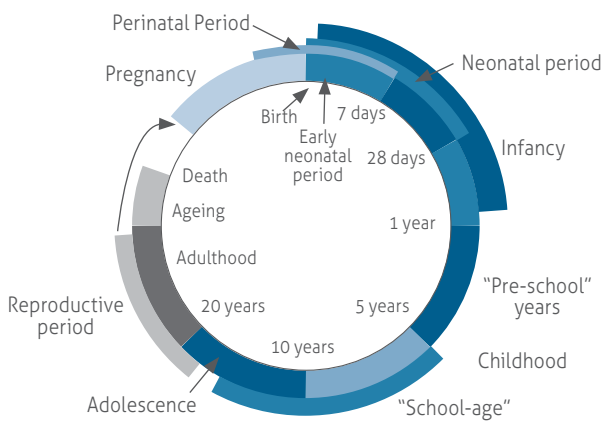 Perinatal Period
Neonatal period
Pregnancy
Birth
7 days
Early
neonatal
period
28 days
Infancy
Death
Ageing
1 year
Adulthood
"Pre-school"
years
Reproductive
period
20 years
5 years
10 years
Childhood
Adolescence
"School-age"